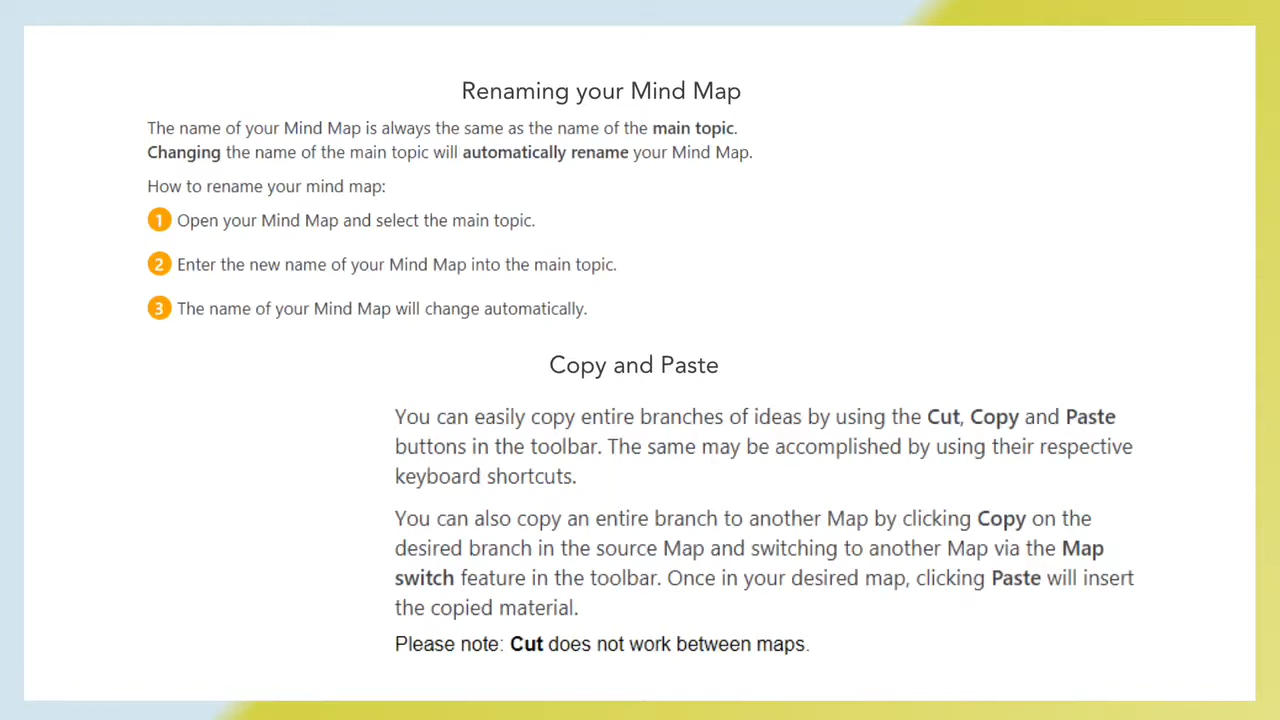 Renaming your Mind Map
The name of your Mind Map is always the same as the name of the main topic.
Changing the name of the main topic will automatically rename your Mind Map.
How to rename your mind map:
1 Open your Mind Map and select the main topic.
2 Enter the new name of your Mind Map into the main topic.
3 The name of your Mind Map will change automatically.
Copy and Paste
You can easily copy entire branches of ideas by using the Cut, Copy and Paste
buttons in the toolbar. The same may be accomplished by using their respective
keyboard shortcuts.
You can also copy an entire branch to another Map by clicking Copy on the
desired branch in the source Map and switching to another Map via the Map
switch feature in the toolbar. Once in your desired map, clicking Paste will insert
the copied material.
Please note: Cut does not work between maps.